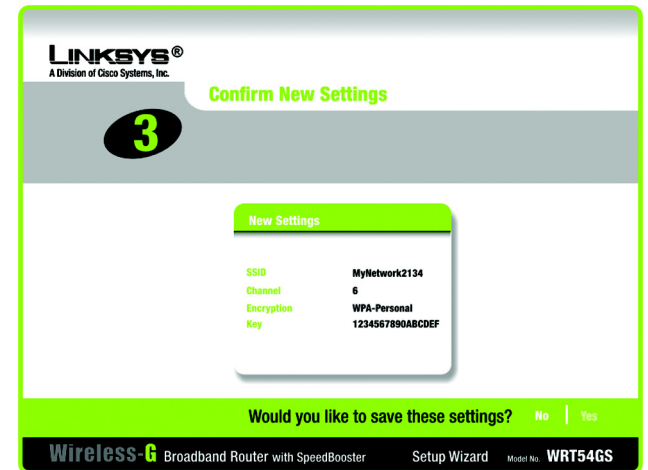 LINKSYS®
A Division of Cisco Systems, Inc.
Confirm New Settings
3
New Settings
SSID MyNetwork2134
Channel 6
Encryption WPA-Personal
Key 1234567890ABCDEF
Would you like to save these settings? No Yes
Wireless-G Broadband Router with SpeedBooster Setup Wizard Model No. WRT54GS